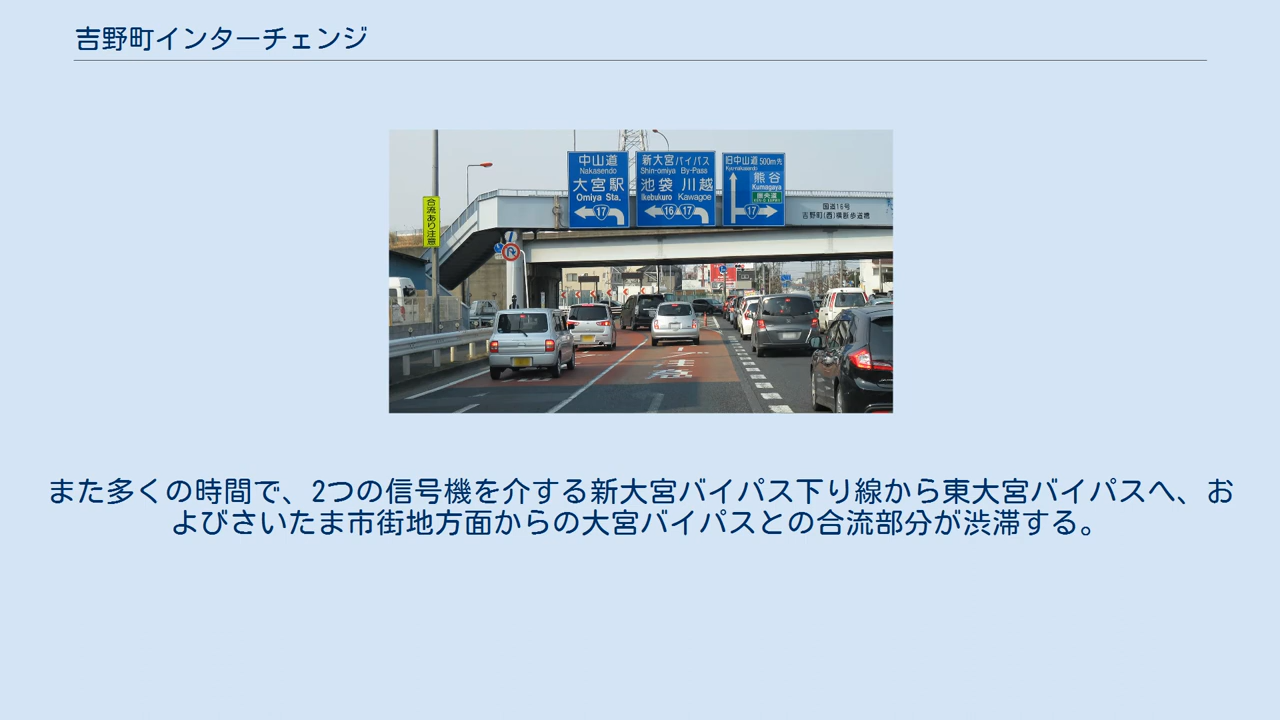 吉野町インターチェンジ
中山道
Nakasendo
大宮駅
Omiya Sta.
17
新大宮バイパス
Shin-omiya By-Pass
池袋 川越
Ikebukuro Kawagoe
16 17
旧中山道 500m先
Kyunakasendo
熊谷
Kumagaya
圏央道
17
国道16号
吉野町(西)横断歩道橋
合流あり注意
また多くの時間で、2つの信号機を介する新大宮バイパス下り線から東大宮バイパスへ、お
よびさいたま市街地方面からの大宮バイパスとの合流部分が渋滞する。